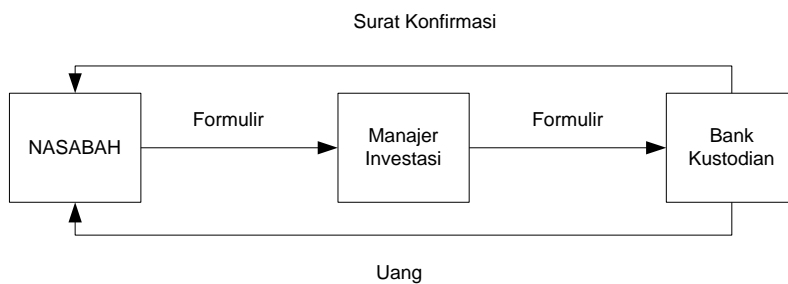 Surat Konfirmasi
NASABAH
Formulir
Manajer
Investasi
Formulir
Bank
Kustodian
Uang